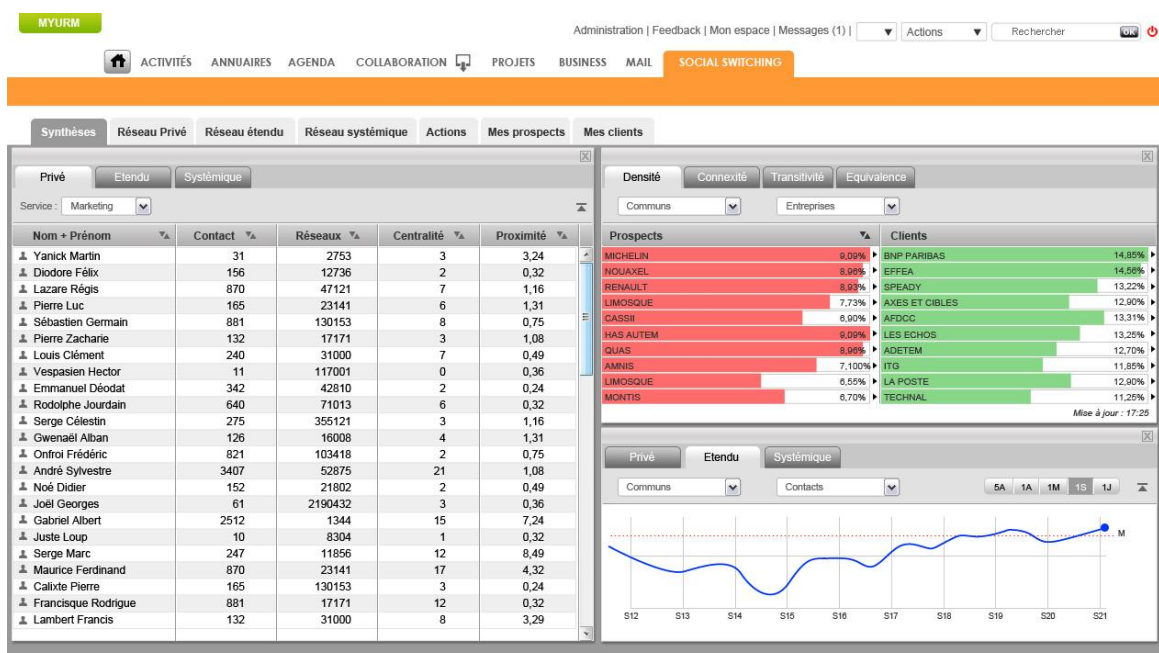 MYURM
Administration | Feedback | Mon espace | Messages (1) | Actions Rechercher OK
ACTIVITÉS ANNUAIRES AGENDA COLLABORATION PROJETS BUSINESS MAIL SOCIAL SWITCHING
Synthèses Réseau Privé Réseau étendu Réseau systémique Actions Mes prospects Mes clients
Privé Etendu Systémique
Service : Marketing
Nom + Prénom Contact Réseaux Centralité Proximité
Yanick Martin 31 2753 3 3,24
Diodore Félix 156 12736 2 0,32
Lazare Régis 870 47121 7 1,16
Pierre Luc 165 23141 6 1,31
Sébastien Germain 881 130153 8 0,75
Pierre Zacharie 132 17171 3 1,08
Louis Clément 240 31000 7 0,49
Vespasien Hector 11 117001 0 0,36
Emmanuel Déodat 342 42810 2 0,24
Rodolphe Jourdain 640 71013 6 0,32
Serge Célestin 275 355121 3 1,16
Gwenaël Alban 126 16008 4 1,31
Onfroi Frédéric 821 103418 2 0,75
André Sylvestre 3407 52875 21 1,08
Noé Didier 152 21802 2 0,49
Joël Georges 61 2190432 3 0,36
Gabriel Albert 2512 1344 15 7,24
Juste Loup 10 8304 1 0,32
Serge Marc 247 11856 12 8,49
Maurice Ferdinand 870 23141 17 4,32
Calixte Pierre 165 130153 3 0,24
Francisque Rodrigue 881 17171 12 0,32
Lambert Francis 132 31000 8 3,29
Densité Connexité Transitivité Equivalence
Communs Entreprises
Prospects Clients
MICHELIN 9,09% BNP PARIBAS 14,85%
NOUAXEL 8,96% EFFEA 14,56%
RENAULT 8,93% SPEADY 13,22%
LIMOSQUE 7,73% AXES ET CIBLES 12,90%
CASSII 6,90% AFDCC 13,31%
HAS AUTEM 9,09% LES ECHOS 13,25%
QUAS 8,96% ADETEM 12,70%
AMNIS 7,100% ITG 11,85%
LIMOSQUE 6,55% LA POSTE 12,90%
MONTIS 6,70% TECHNAL 11,25%
Mise à jour : 17:25
Privé Etendu Systémique
Communs Contacts 5A 1A 1M 1S 1J
M
S12 S13 S14 S15 S16 S17 S18 S19 S20 S21